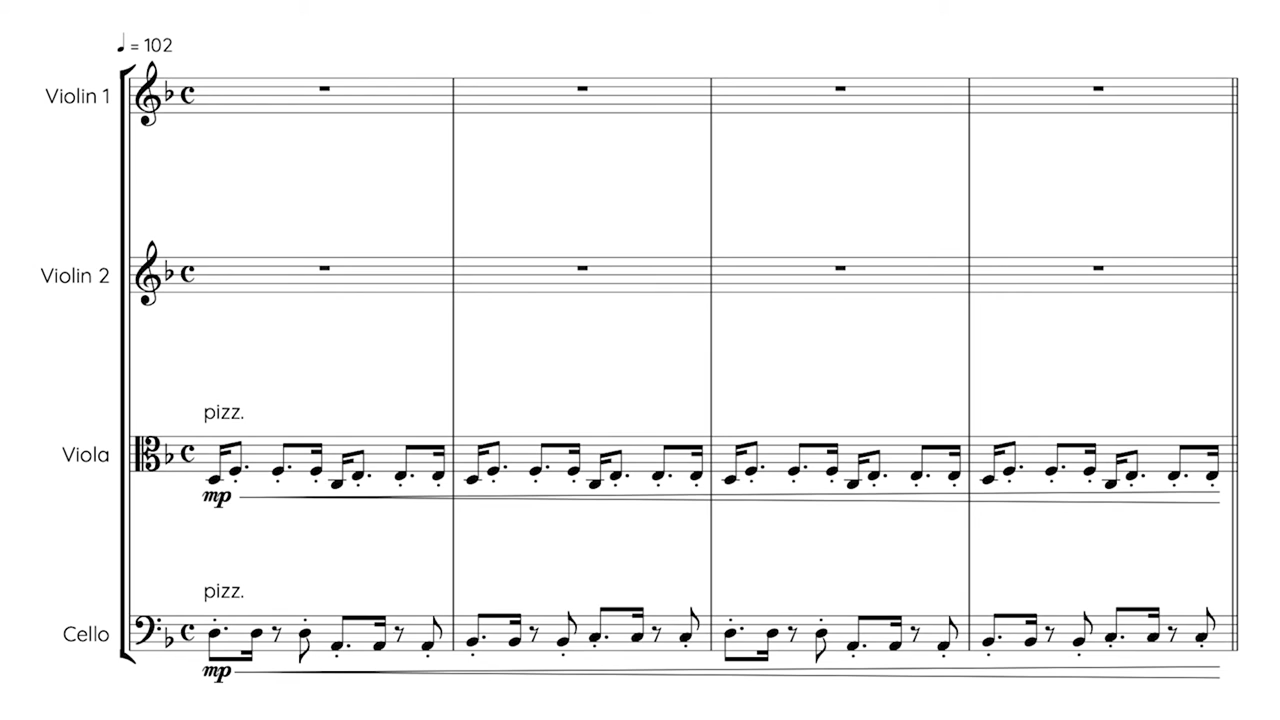 ♩ = 102
Violin 1
Violin 2
pizz.
Viola
mp
pizz.
Cello
mp